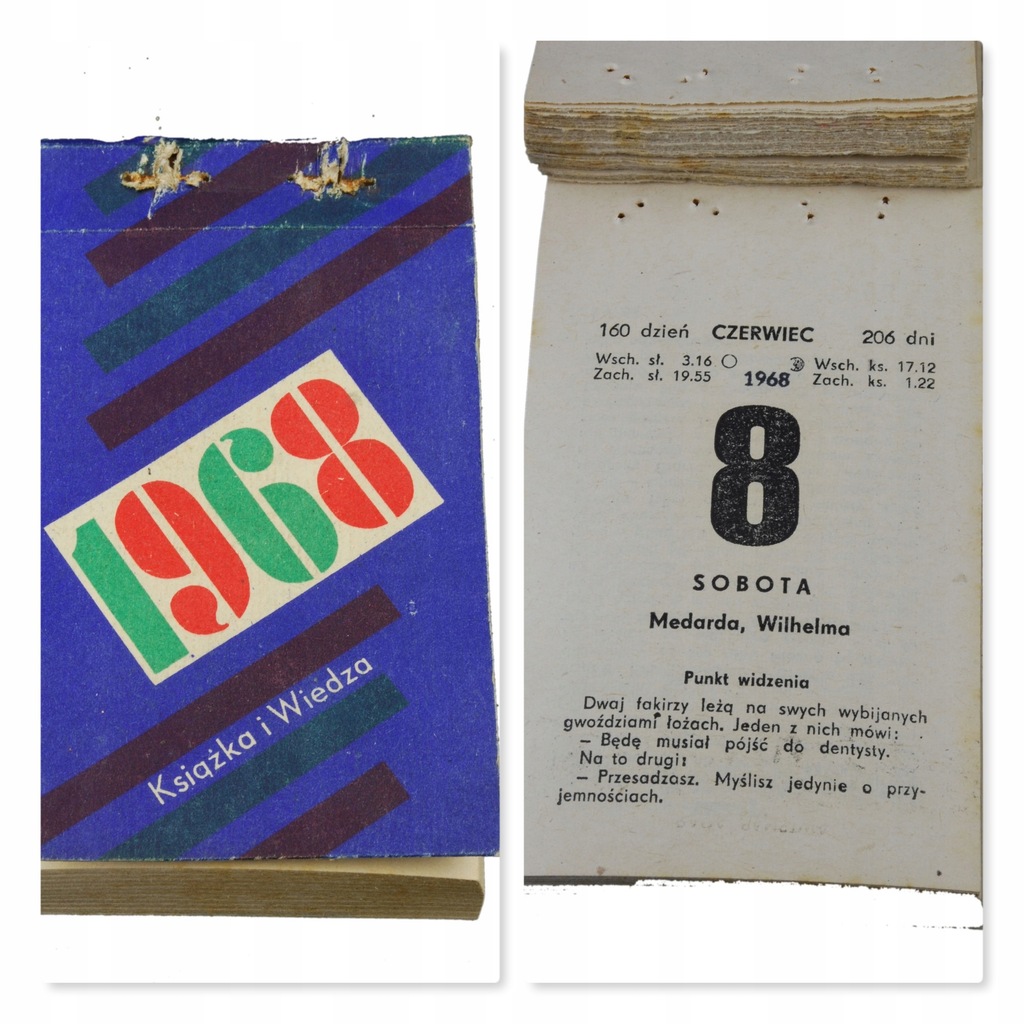 1968
Książka i Wiedza
160 dzień CZERWIEC 206 dni
Wsch. sł. 3.16 Wsch. ks. 17.12
Zach. sł. 19.55 1968 Zach. ks. 1.22
8
SOBOTA
Medarda, Wilhelma
Punkt widzenia
Dwaj fakirzy leżą na swych wybijanych
gwoździami łożach. Jeden z nich mówi:
– Będę musiał pójść do dentysty.
Na to drugi:
– Przesadzasz. Myślisz jedynie o przy-
jemnościach.